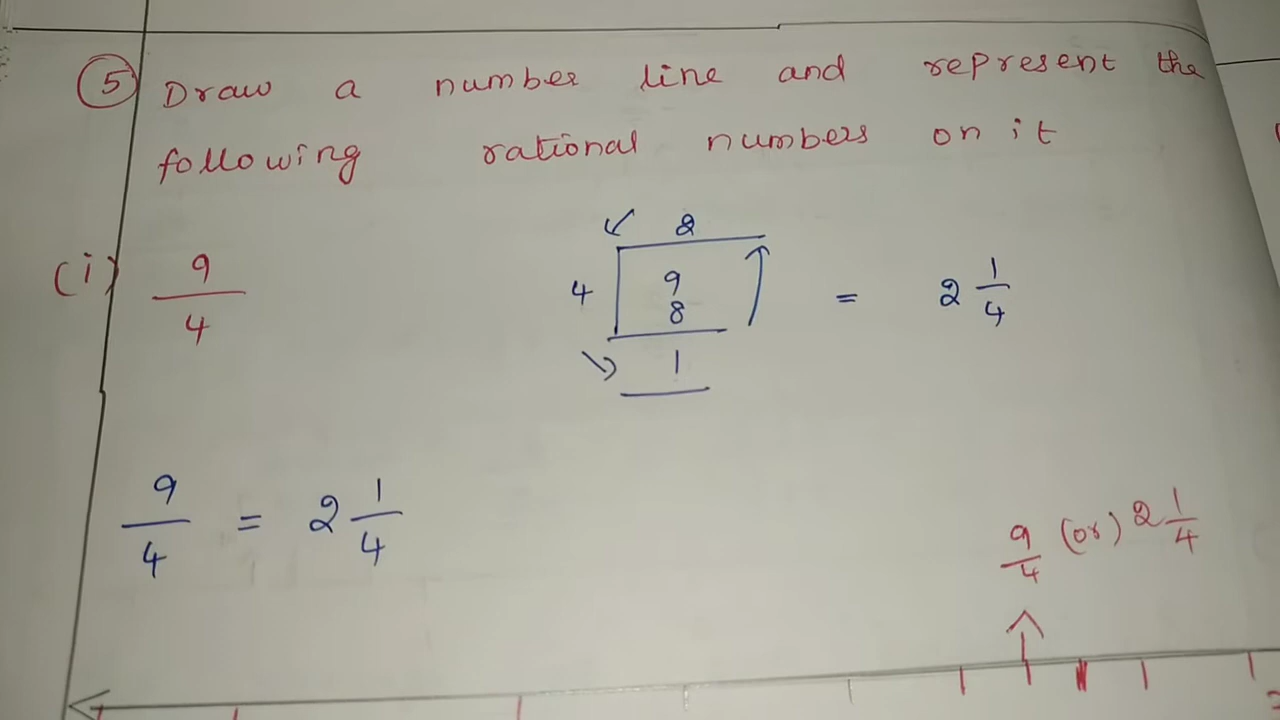 5 Draw a number line and represent the
following rational numbers on it
(i) 9/4
2
4 9 = 2 1/4
8
1
9/4 = 2 1/4
9/4 (or) 2 1/4